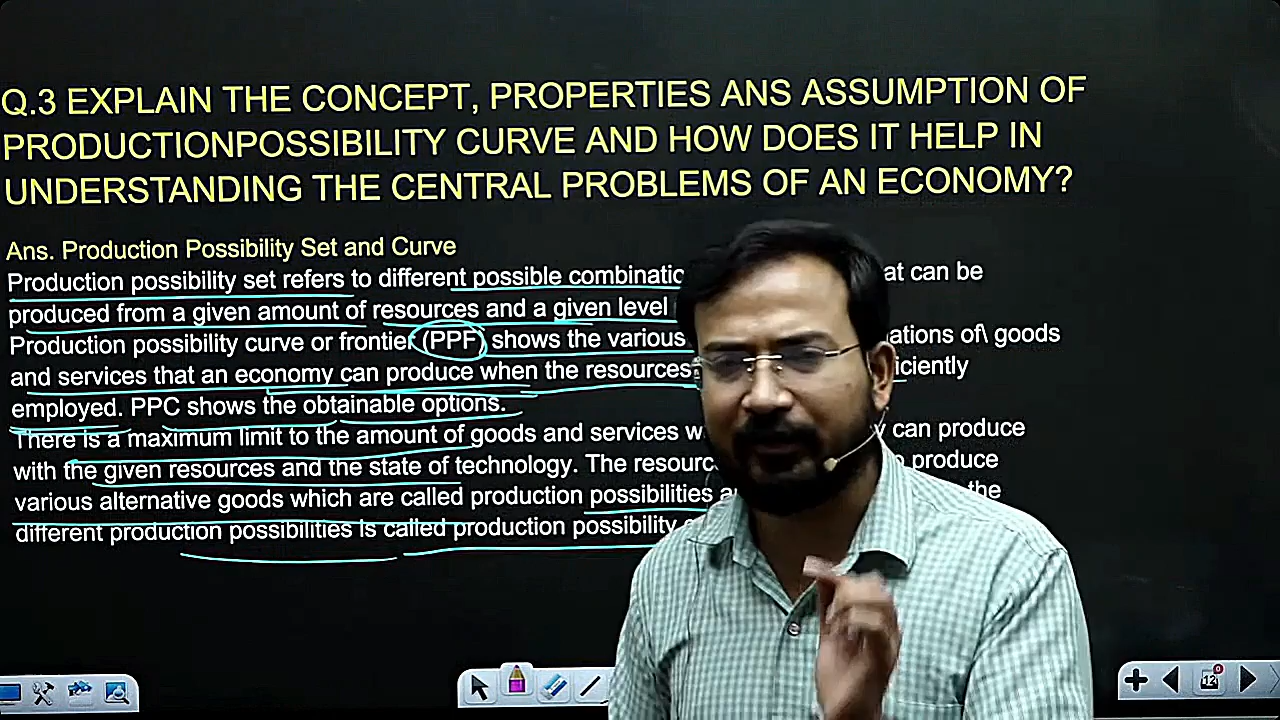 Q.3 EXPLAIN THE CONCEPT, PROPERTIES ANS ASSUMPTION OF
PRODUCTIONPOSSIBILITY CURVE AND HOW DOES IT HELP IN
UNDERSTANDING THE CENTRAL PROBLEMS OF AN ECONOMY?
Ans. Production Possibility Set and Curve
Production possibility set refers to different possible can be
produced from a given amount of resources and a given level
Production possibility curve or frontier (PPF) shows the various of\ goods
and services that an economy can produce when the resources
employed. PPC shows the obtainable options.
There is a maximum limit to the amount of goods and services can produce
with the given resources and the state of technology. The produce
various alternative goods which are called production possibilities the
different production possibilities is called production possibility
12
0